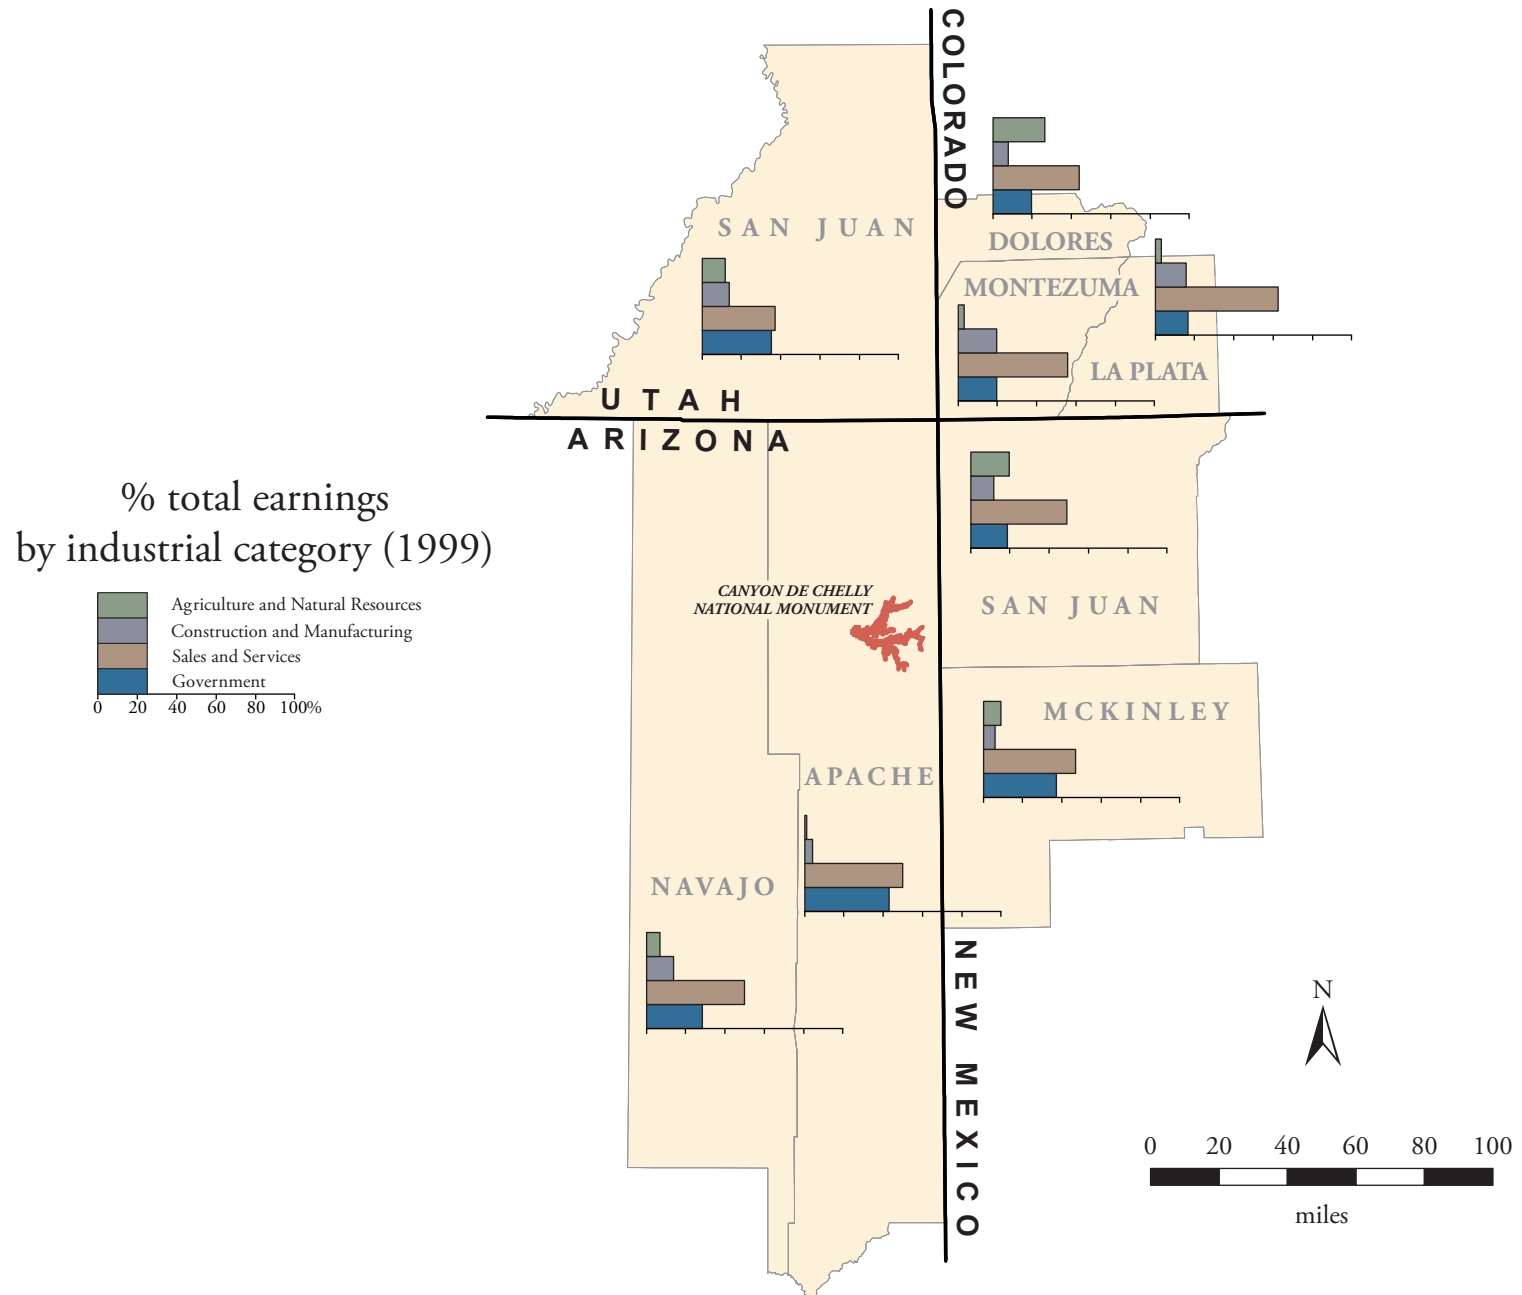 COLORADO
SAN JUAN
DOLORES
MONTEZUMA
LA PLATA
UTAH
ARIZONA
% total earnings
by industrial category (1999)
Agriculture and Natural Resources
Construction and Manufacturing
Sales and Services
Government
0 20 40 60 80 100%
CANYON DE CHELLY
NATIONAL MONUMENT
SAN JUAN
MCKINLEY
APACHE
NAVAJO
NEW MEXICO
N
0 20 40 60 80 100
miles